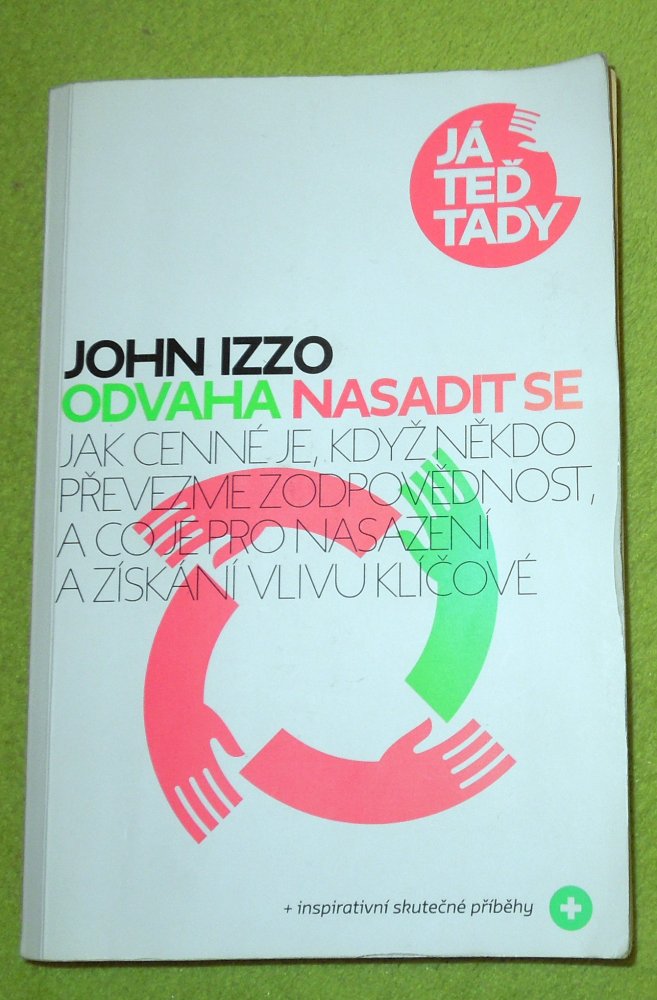 JÁ
TEĎ
TADY
JOHN IZZO
ODVAHA NASADIT SE
JAK CENNÉ JE, KDYŽ NĚKDO
PŘEVEZME ZODPOVĚDNOST,
A CO JE PRO NASAZENÍ
A ZÍSKÁNÍ VLIVU KLÍČOVÉ
+ inspirativní skutečné příběhy